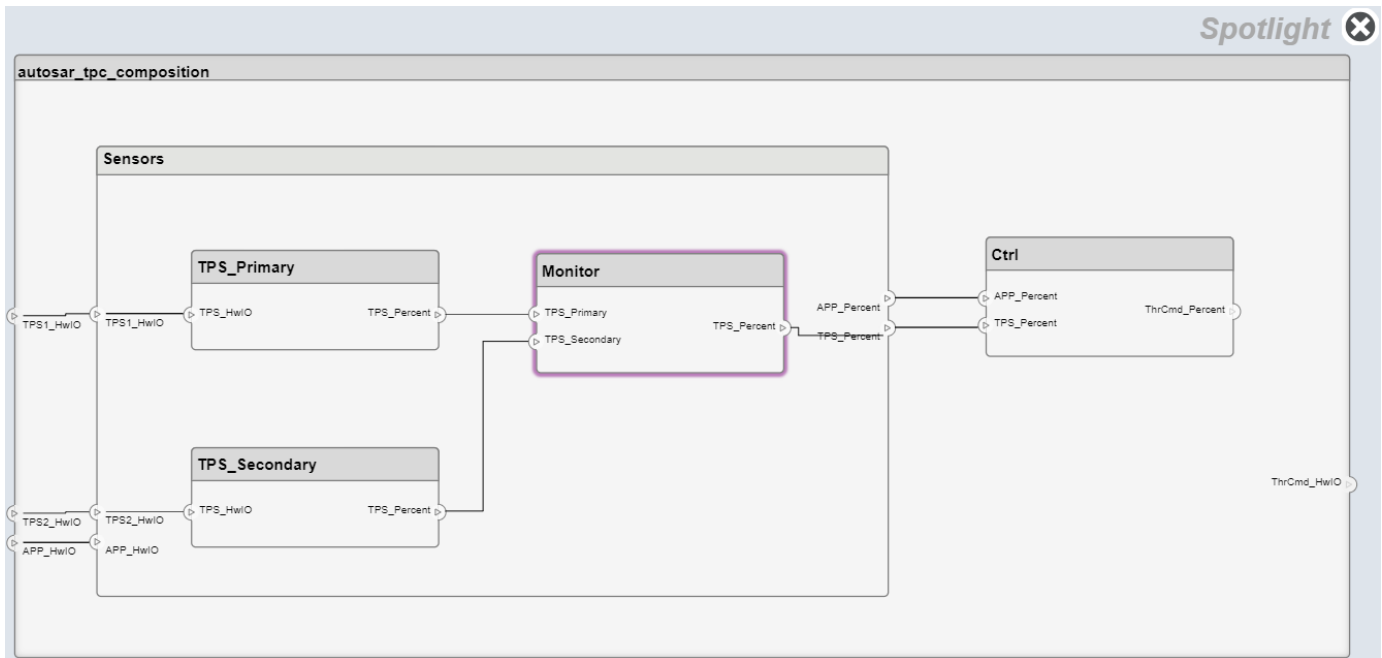 Spotlight
autosar_tpc_composition
Sensors
TPS_Primary
TPS_HwIO
TPS_Percent
Monitor
TPS_Primary
TPS_Secondary
TPS_Percent
APP_Percent
TPS_Percent
Ctrl
APP_Percent
TPS_Percent
ThrCmd_Percent
TPS1_HwIO
TPS1_HwIO
TPS_Secondary
TPS_HwIO
TPS_Percent
TPS2_HwIO
TPS2_HwIO
APP_HwIO
APP_HwIO
ThrCmd_HwIO